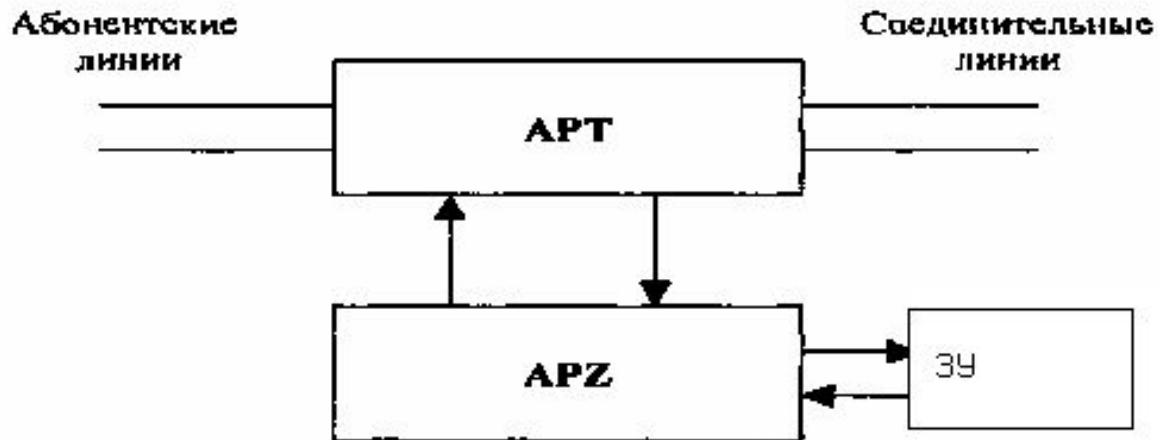 Абонентские
линии
Соединительные
линии
APT
APZ
ЗУ